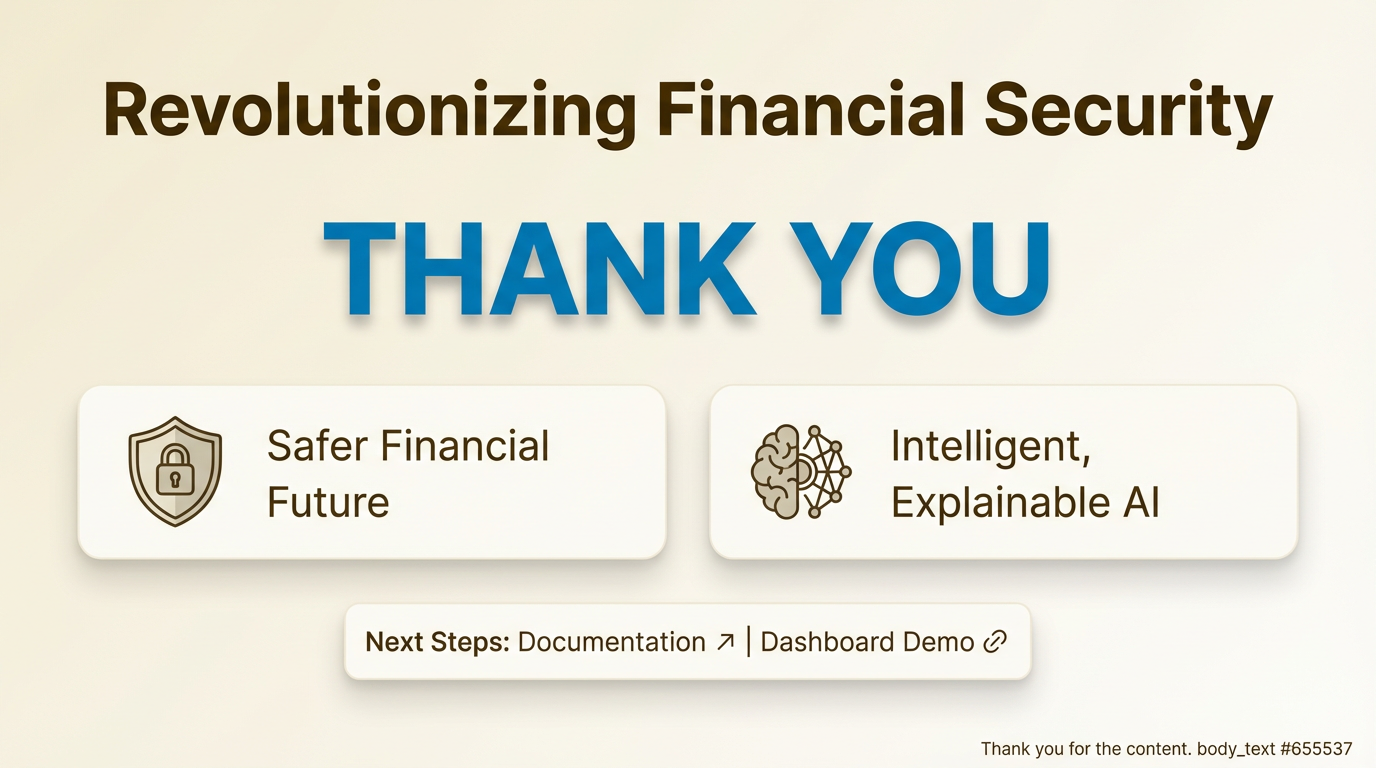 Revolutionizing Financial Security
THANK YOU
Safer Financial
Future
Intelligent,
Explainable AI
Next Steps: Documentation ↗ | Dashboard Demo 🔗
Thank you for the content. body_text #655537